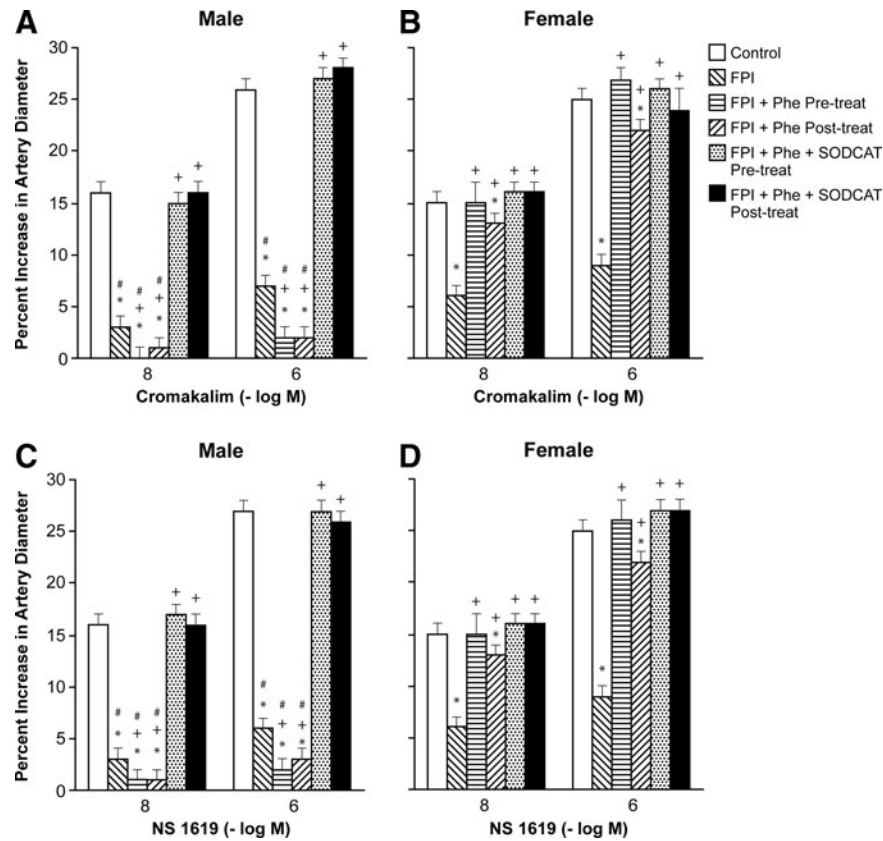 A
Male
Percent Increase in Artery Diameter
30
25
20
15
10
5
0
# *
# + *
# + *
+
+
# *
# + *
# + *
+
+
8
6
Cromakalim (- log M)
B
Female
*
+
+ *
+
+
*
+
+ *
+
+
8
6
Cromakalim (- log M)
Control
FPI
FPI + Phe Pre-treat
FPI + Phe Post-treat
FPI + Phe + SODCAT
Pre-treat
FPI + Phe + SODCAT
Post-treat
C
Male
Percent Increase in Artery Diameter
30
25
20
15
10
5
0
# *
# + *
# + *
+
+
# *
# + *
# + *
+
+
8
6
NS 1619 (- log M)
D
Female
*
+
+ *
+
+
*
+
+ *
+
+
8
6
NS 1619 (- log M)